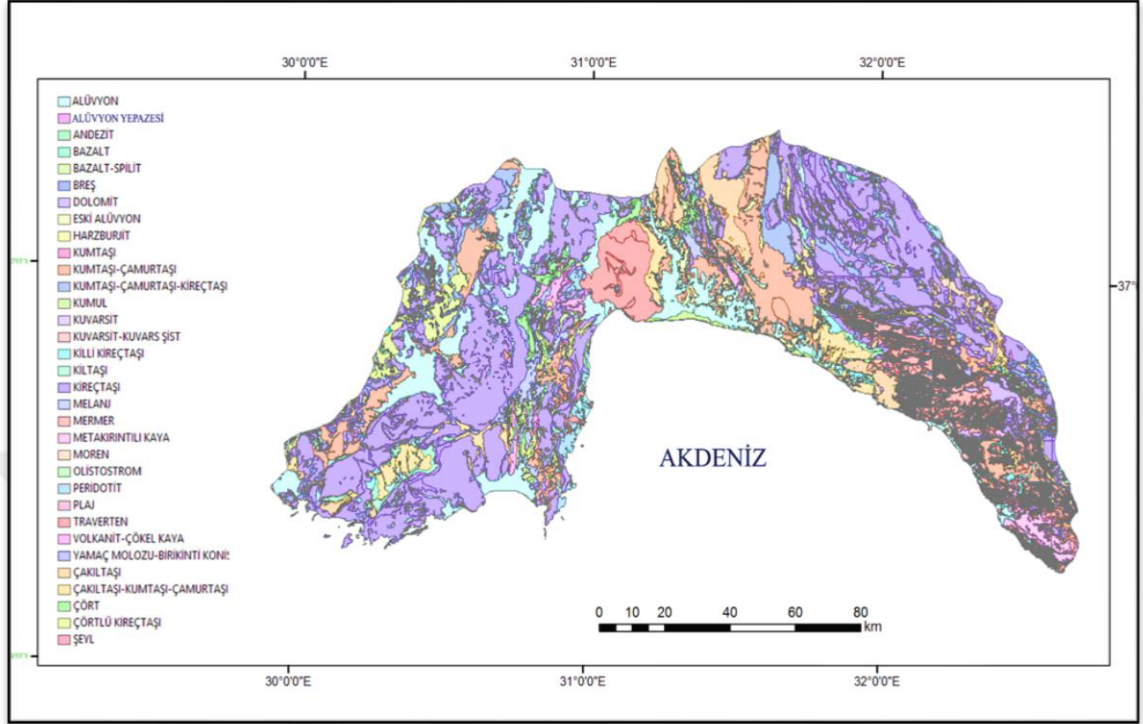 30°0'0"E 31°0'0"E 32°0'0"E
ALÜVYON
ALÜVYON YEPAZESİ
ANDEZİT
BAZALT
BAZALT-SPİLİT
BREŞ
DOLOMİT
ESKİ ALÜVYON
HARZBURJİT
KUMTAŞI
KUMTAŞI-ÇAMURTAŞI
KUMTAŞI-ÇAMURTAŞI-KİREÇTAŞI
KUMUL
KUVARSİT
KUVARSİT-KUVARS ŞİST
KİLLİ KİREÇTAŞI
KİLTAŞI
KİREÇTAŞI
MELANJ
MERMER
METAKIRINTILI KAYA
MOREN
OLİSTOSTROM
PERİDOTİT
PLAJ
TRAVERTEN
VOLKANİT-ÇÖKEL KAYA
YAMAÇ MOLOZU-BİRİKİNTİ KONİ
ÇAKILTAŞI
ÇAKILTAŞI-KUMTAŞI-ÇAMURTAŞI
ÇÖRT
ÇÖRTLÜ KİREÇTAŞI
ŞEYL
37°
AKDENİZ
0 10 20 40 60 80
km
30°0'0"E 31°0'0"E 32°0'0"E